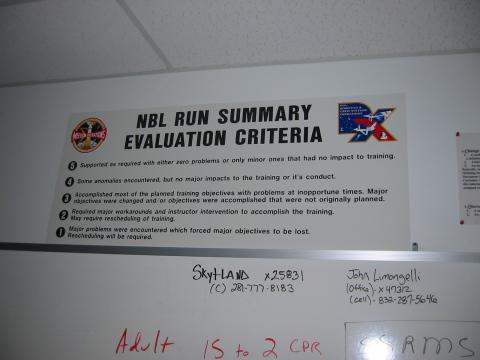 NBL RUN SUMMARY
EVALUATION CRITERIA
DX
5 Supported as required with either zero problems or only minor ones that had no impact to training.
4 Some anomalies encountered, but no major impacts to the training or it's conduct.
3 Accomplished most of the planned training objectives with problems at inopportune times. Major
objectives were changed and/or objectives were accomplished that were not originally planned.
2 Required major workarounds and instructor intervention to accomplish the training.
May require rescheduling of training.
1 Major problems were encountered which forced major objectives to be lost.
Rescheduling will be required.
SkyLAND x25831
(C) 281-777-8183
John Limongelli
(office) - x47312
(cell) - 832-287-5646
Adult 15 to 2 CPR
SSRMS